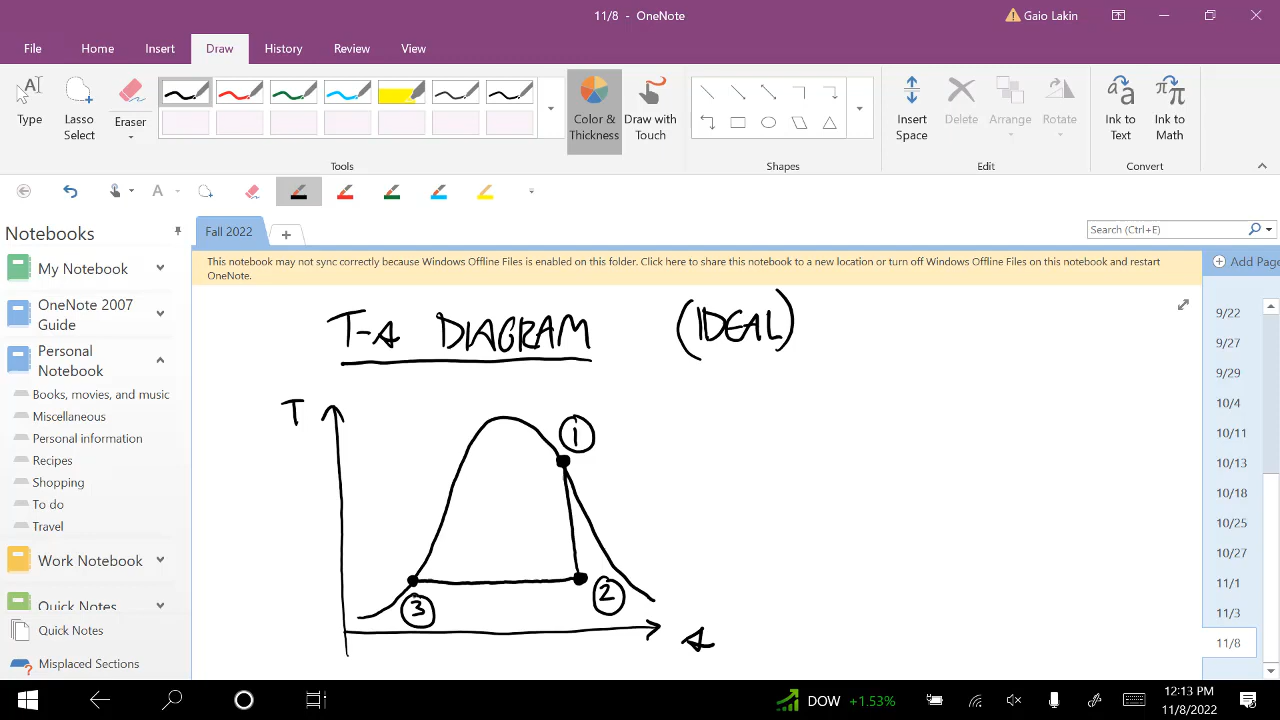 11/8 - OneNote
Gaio Lakin
File Home Insert Draw History Review View
Type
Lasso Select
Eraser
Color & Thickness
Draw with Touch
Insert Space
Delete
Arrange
Rotate
Ink to Text
Ink to Math
Tools
Shapes
Edit
Convert
A
Notebooks
Fall 2022
Search (Ctrl+E)
My Notebook
OneNote 2007 Guide
Personal Notebook
Books, movies, and music
Miscellaneous
Personal information
Recipes
Shopping
To do
Travel
Work Notebook
Quick Notes
Quick Notes
Misplaced Sections
This notebook may not sync correctly because Windows Offline Files is enabled on this folder. Click here to share this notebook to a new location or turn off Windows Offline Files on this notebook and restart
OneNote.
Add Page
T-s DIAGRAM (IDEAL)
T
1
2
3
s
9/22
9/27
9/29
10/4
10/11
10/13
10/18
10/25
10/27
11/1
11/3
11/8
DOW +1.53%
12:13 PM
11/8/2022